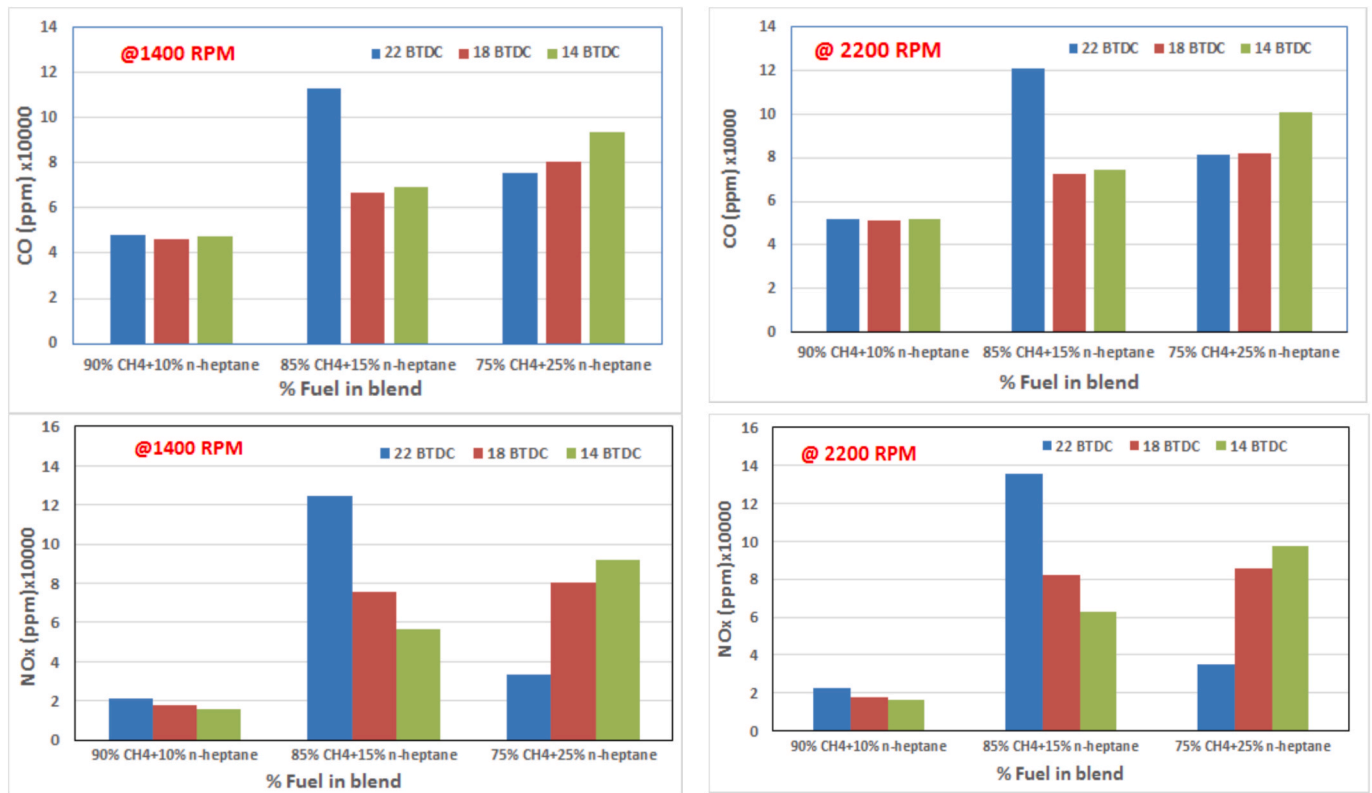 @1400 RPM
22 BTDC 18 BTDC 14 BTDC
CO (ppm) x10000
14
12
10
8
6
4
2
0
90% CH4+10% n-heptane 85% CH4+15% n-heptane 75% CH4+25% n-heptane
% Fuel in blend
@ 2200 RPM
22 BTDC 18 BTDC 14 BTDC
CO (ppm) x10000
14
12
10
8
6
4
2
0
90% CH4+10% n-heptane 85% CH4+15% n-heptane 75% CH4+25% n-heptane
% Fuel in blend
@1400 RPM
22 BTDC 18 BTDC 14 BTDC
NOx (ppm)x10000
16
14
12
10
8
6
4
2
0
90% CH4+10% n-heptane 85% CH4+15% n-heptane 75% CH4+25% n-heptane
% Fuel in blend
@ 2200 RPM
22 BTDC 18 BTDC 14 BTDC
NOx (ppm)x10000
16
14
12
10
8
6
4
2
0
90% CH4+10% n-heptane 85% CH4+15% n-heptane 75% CH4+25% n-heptane
% Fuel in blend